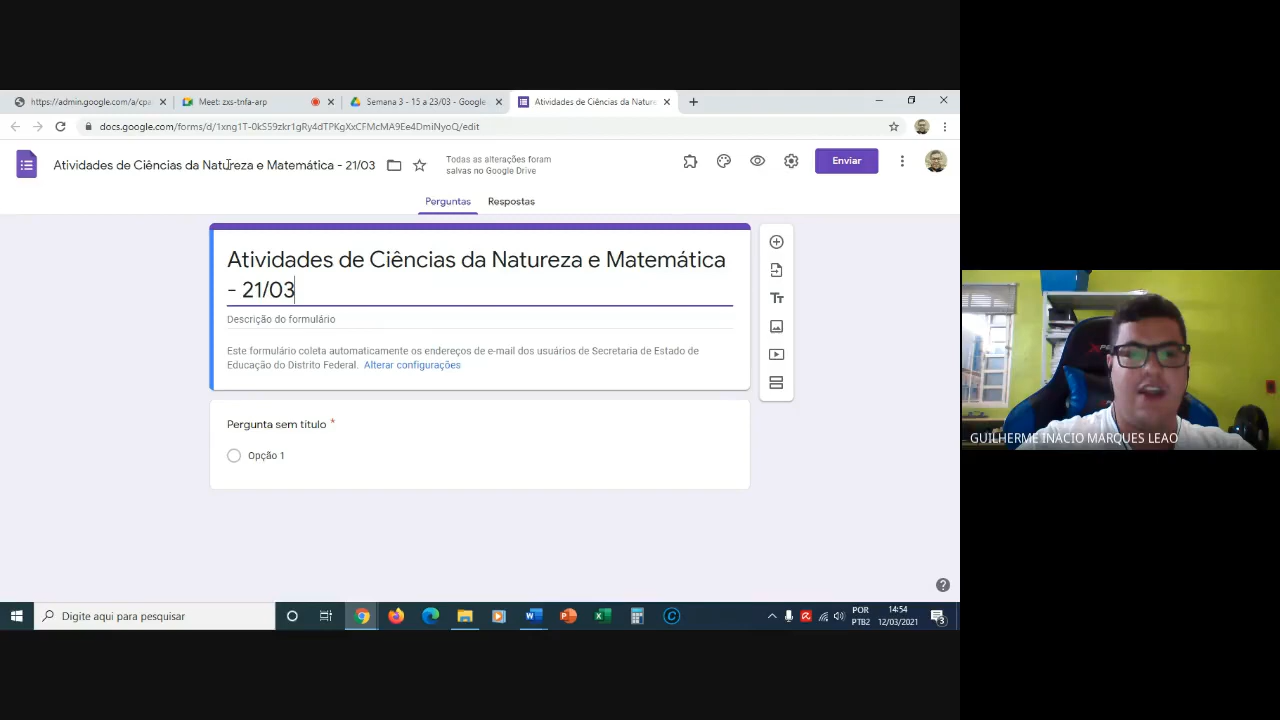 https://admin.google.com/a/cpa
Meet: zxs-tnfa-arp
Semana 3 - 15 a 23/03 - Google
Atividades de Ciências da Nature
docs.google.com/forms/d/1xng1T-0kS59zkr1gRy4dTPKgXxCFMcMA9Ee4DmiNyoQ/edit
Atividades de Ciências da Natureza e Matemática - 21/03
Todas as alterações foram
salvas no Google Drive
Enviar
Perguntas
Respostas
Atividades de Ciências da Natureza e Matemática
- 21/03
Descrição do formulário
Este formulário coleta automaticamente os endereços de e-mail dos usuários de Secretaria de Estado de
Educação do Distrito Federal. Alterar configurações
Pergunta sem título *
Opção 1
GUILHERME INACIO MARQUES LEAO
Digite aqui para pesquisar
POR
PTB2
14:54
12/03/2021
3